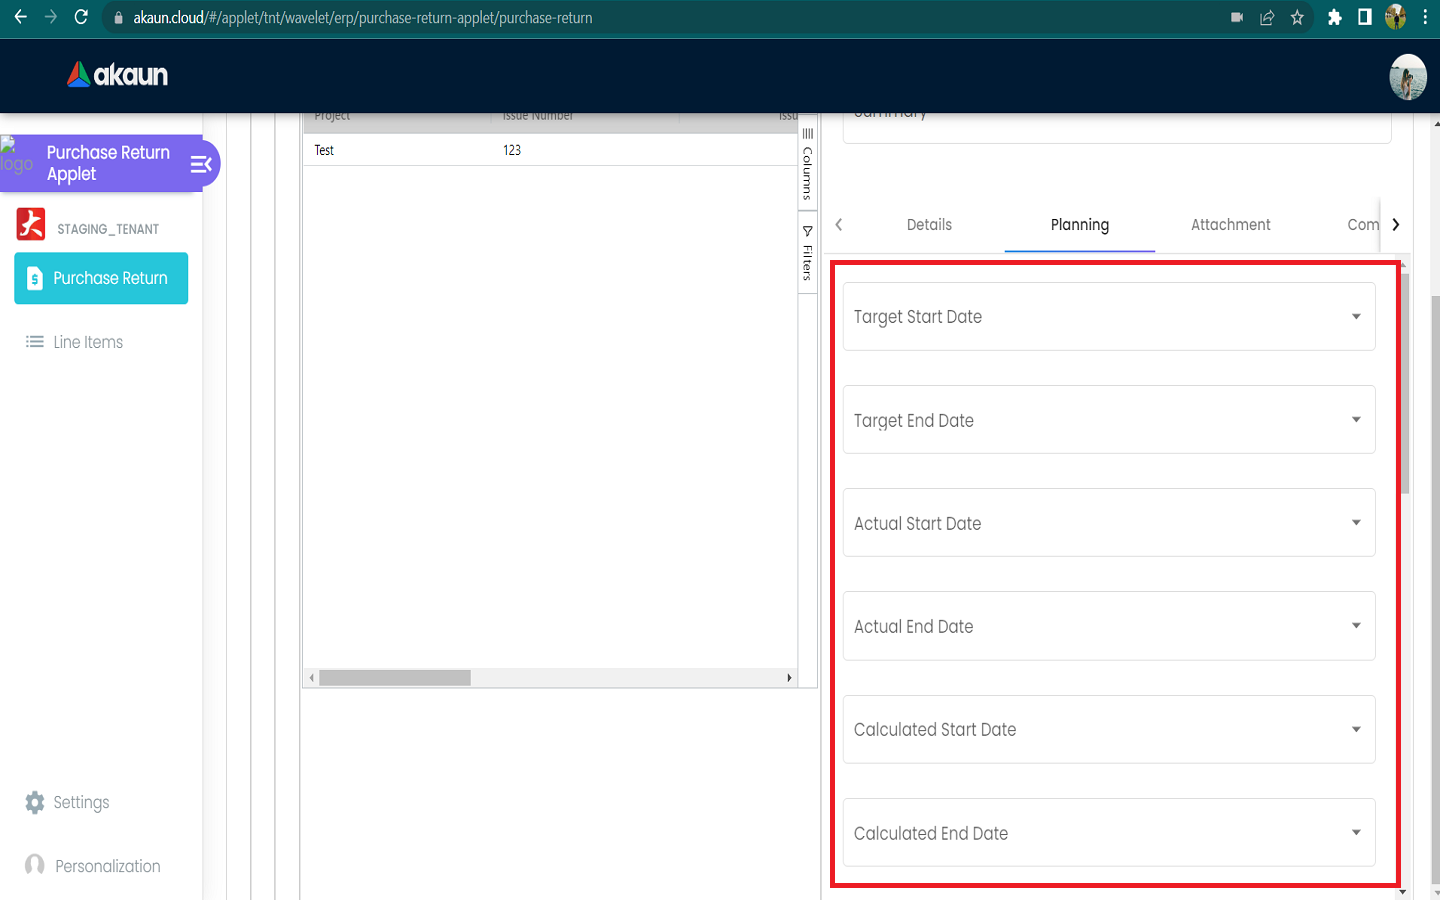 akaun.cloud/#/applet/tnt/wavelet/erp/purchase-return-applet/purchase-return
akaun
logo
Purchase Return
Applet
STAGING_TENANT
Purchase Return
Line Items
Settings
Personalization
Project
Issue Number
Issu
Test
123
Columns
Filters
Summary
Details
Planning
Attachment
Com
Target Start Date
Target End Date
Actual Start Date
Actual End Date
Calculated Start Date
Calculated End Date